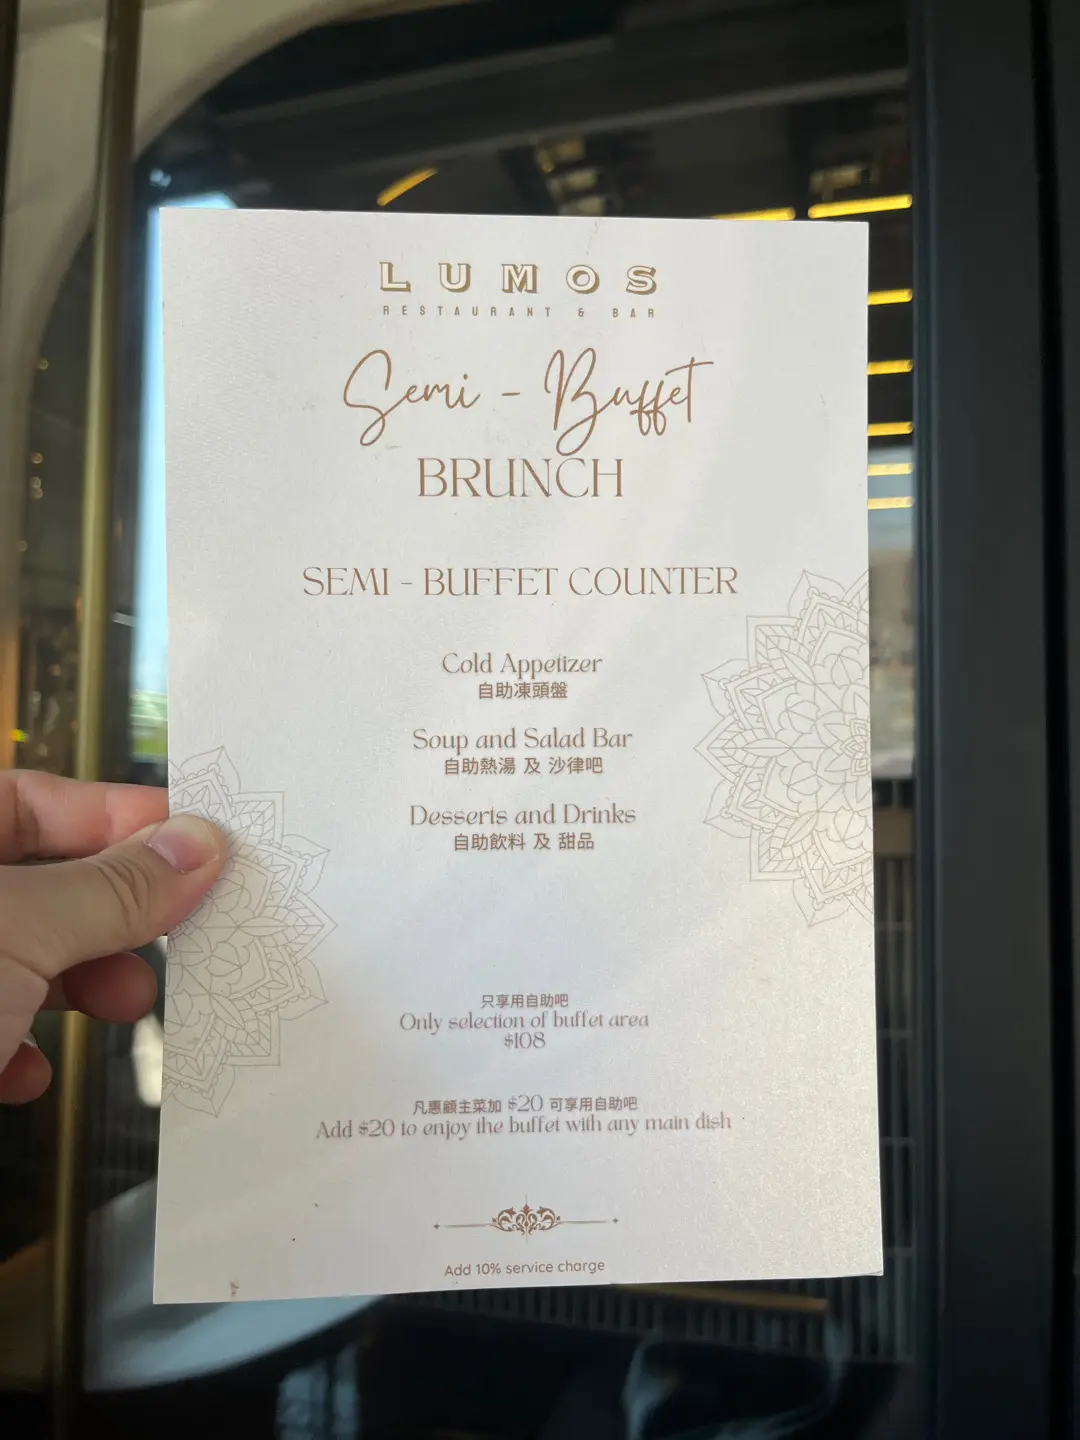 LUMOS
RESTAURANT & BAR
Semi - Buffet
BRUNCH
SEMI - BUFFET COUNTER
Cold Appetizer
自助凍頭盤
Soup and Salad Bar
自助熱湯 及 沙律吧
Desserts and Drinks
自助飲料 及 甜品
只享用自助吧
Only selection of buffet area
$108
凡惠顧主菜加 $20 可享用自助吧
Add $20 to enjoy the buffet with any main dish
Add 10% service charge